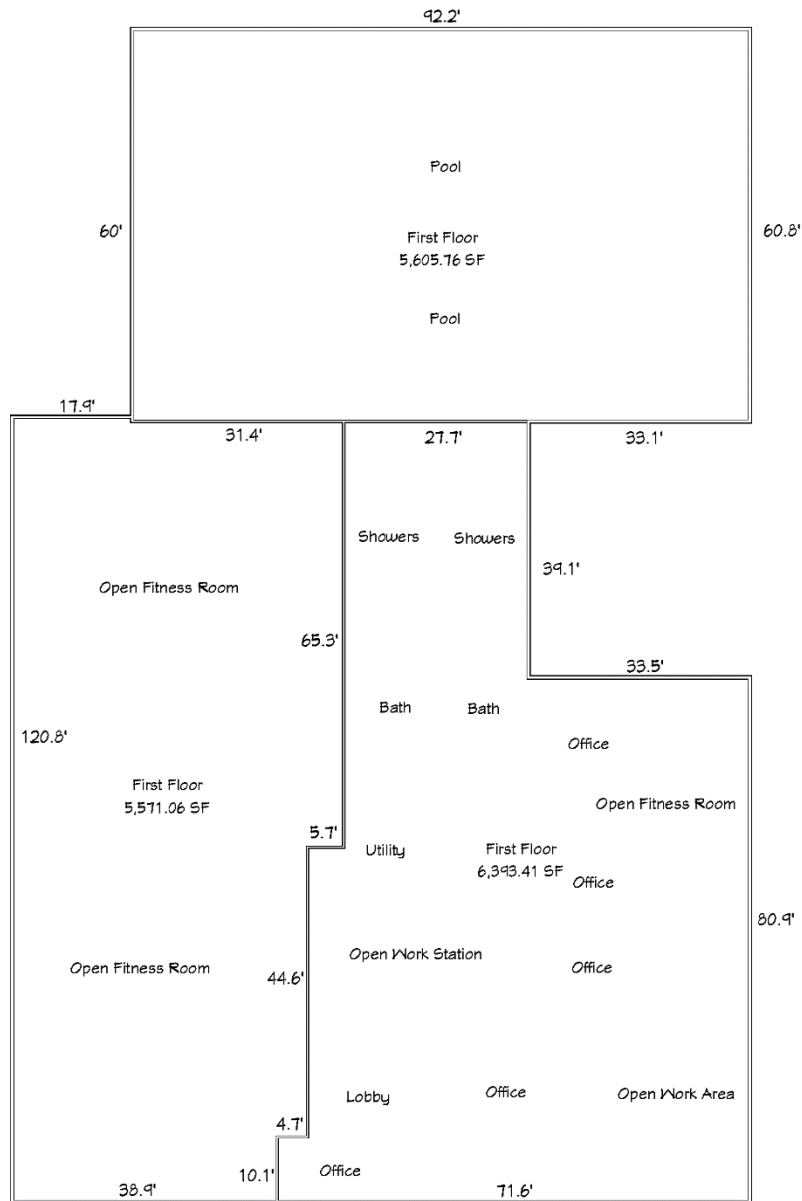 92.2'
Pool
60'
First Floor
5,605.76 SF
60.8'
Pool
17.9'
31.4'
27.7'
33.1'
Showers
Showers
39.1'
Open Fitness Room
65.3'
33.5'
Bath
Bath
120.8'
Office
First Floor
5,571.06 SF
Open Fitness Room
5.7'
Utility
First Floor
6,393.41 SF
Office
80.9'
Open Work Station
Open Fitness Room
44.6'
Office
Lobby
Office
Open Work Area
4.7'
10.1'
Office
38.9'
71.6'